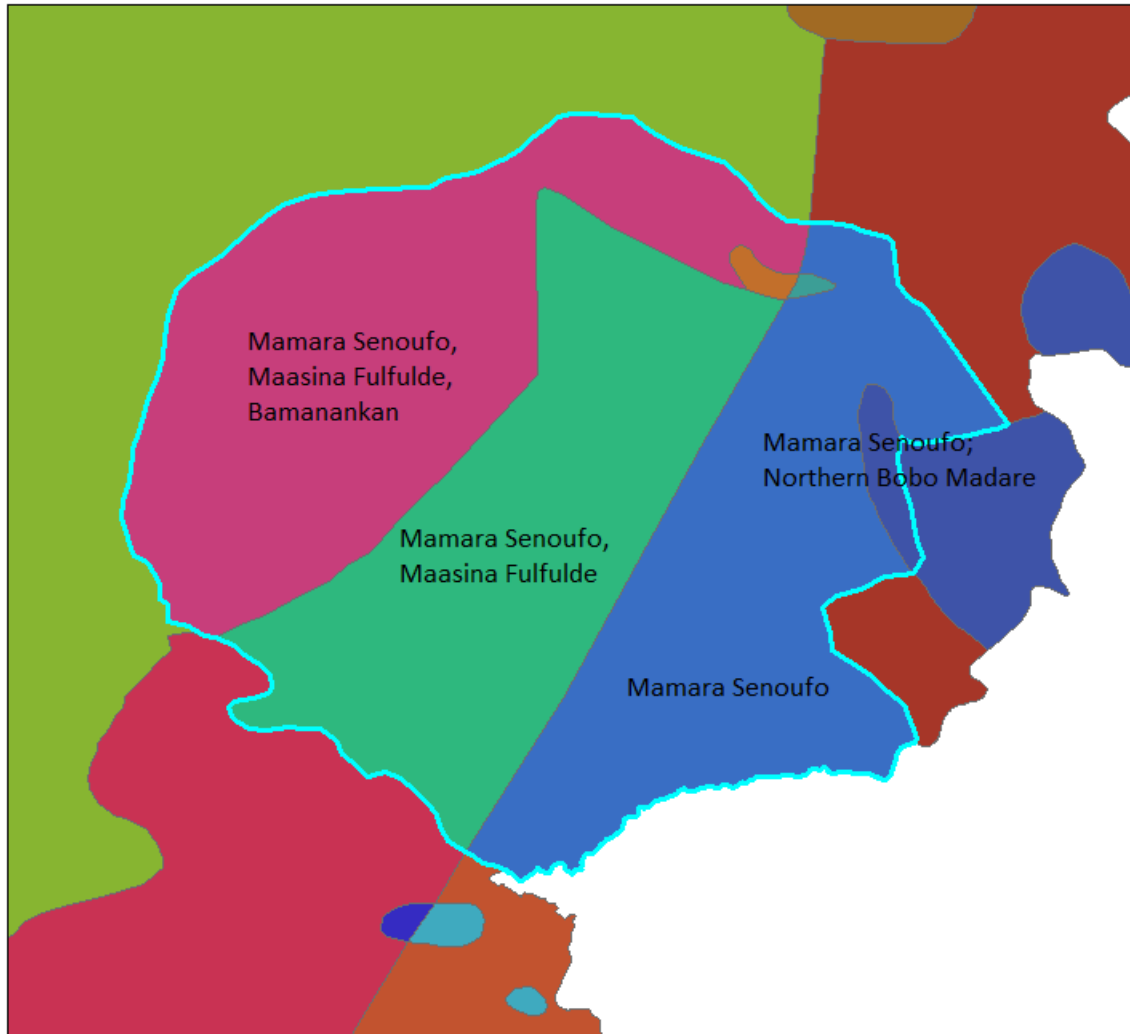 Mamara Senoufo,
Maasina Fulfulde,
Bamanankan
Mamara Senoufo;
Northern Bobo Madare
Mamara Senoufo,
Maasina Fulfulde
Mamara Senoufo